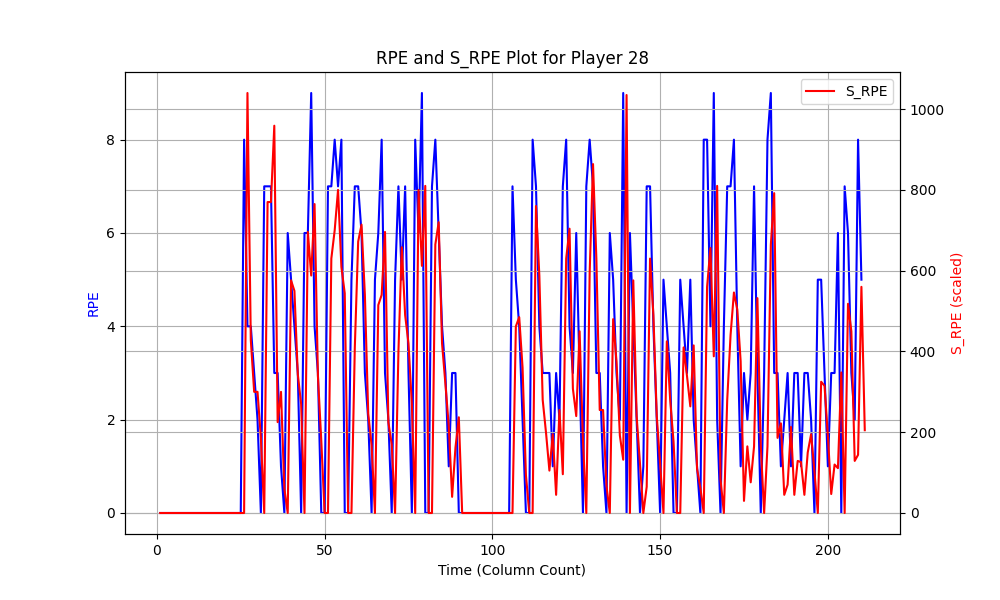 RPE and S_RPE Plot for Player 28
S_RPE
RPE
8
6
4
2
0
1000
800
600
400
200
0
S_RPE (scaled)
0 50 100 150 200
Time (Column Count)